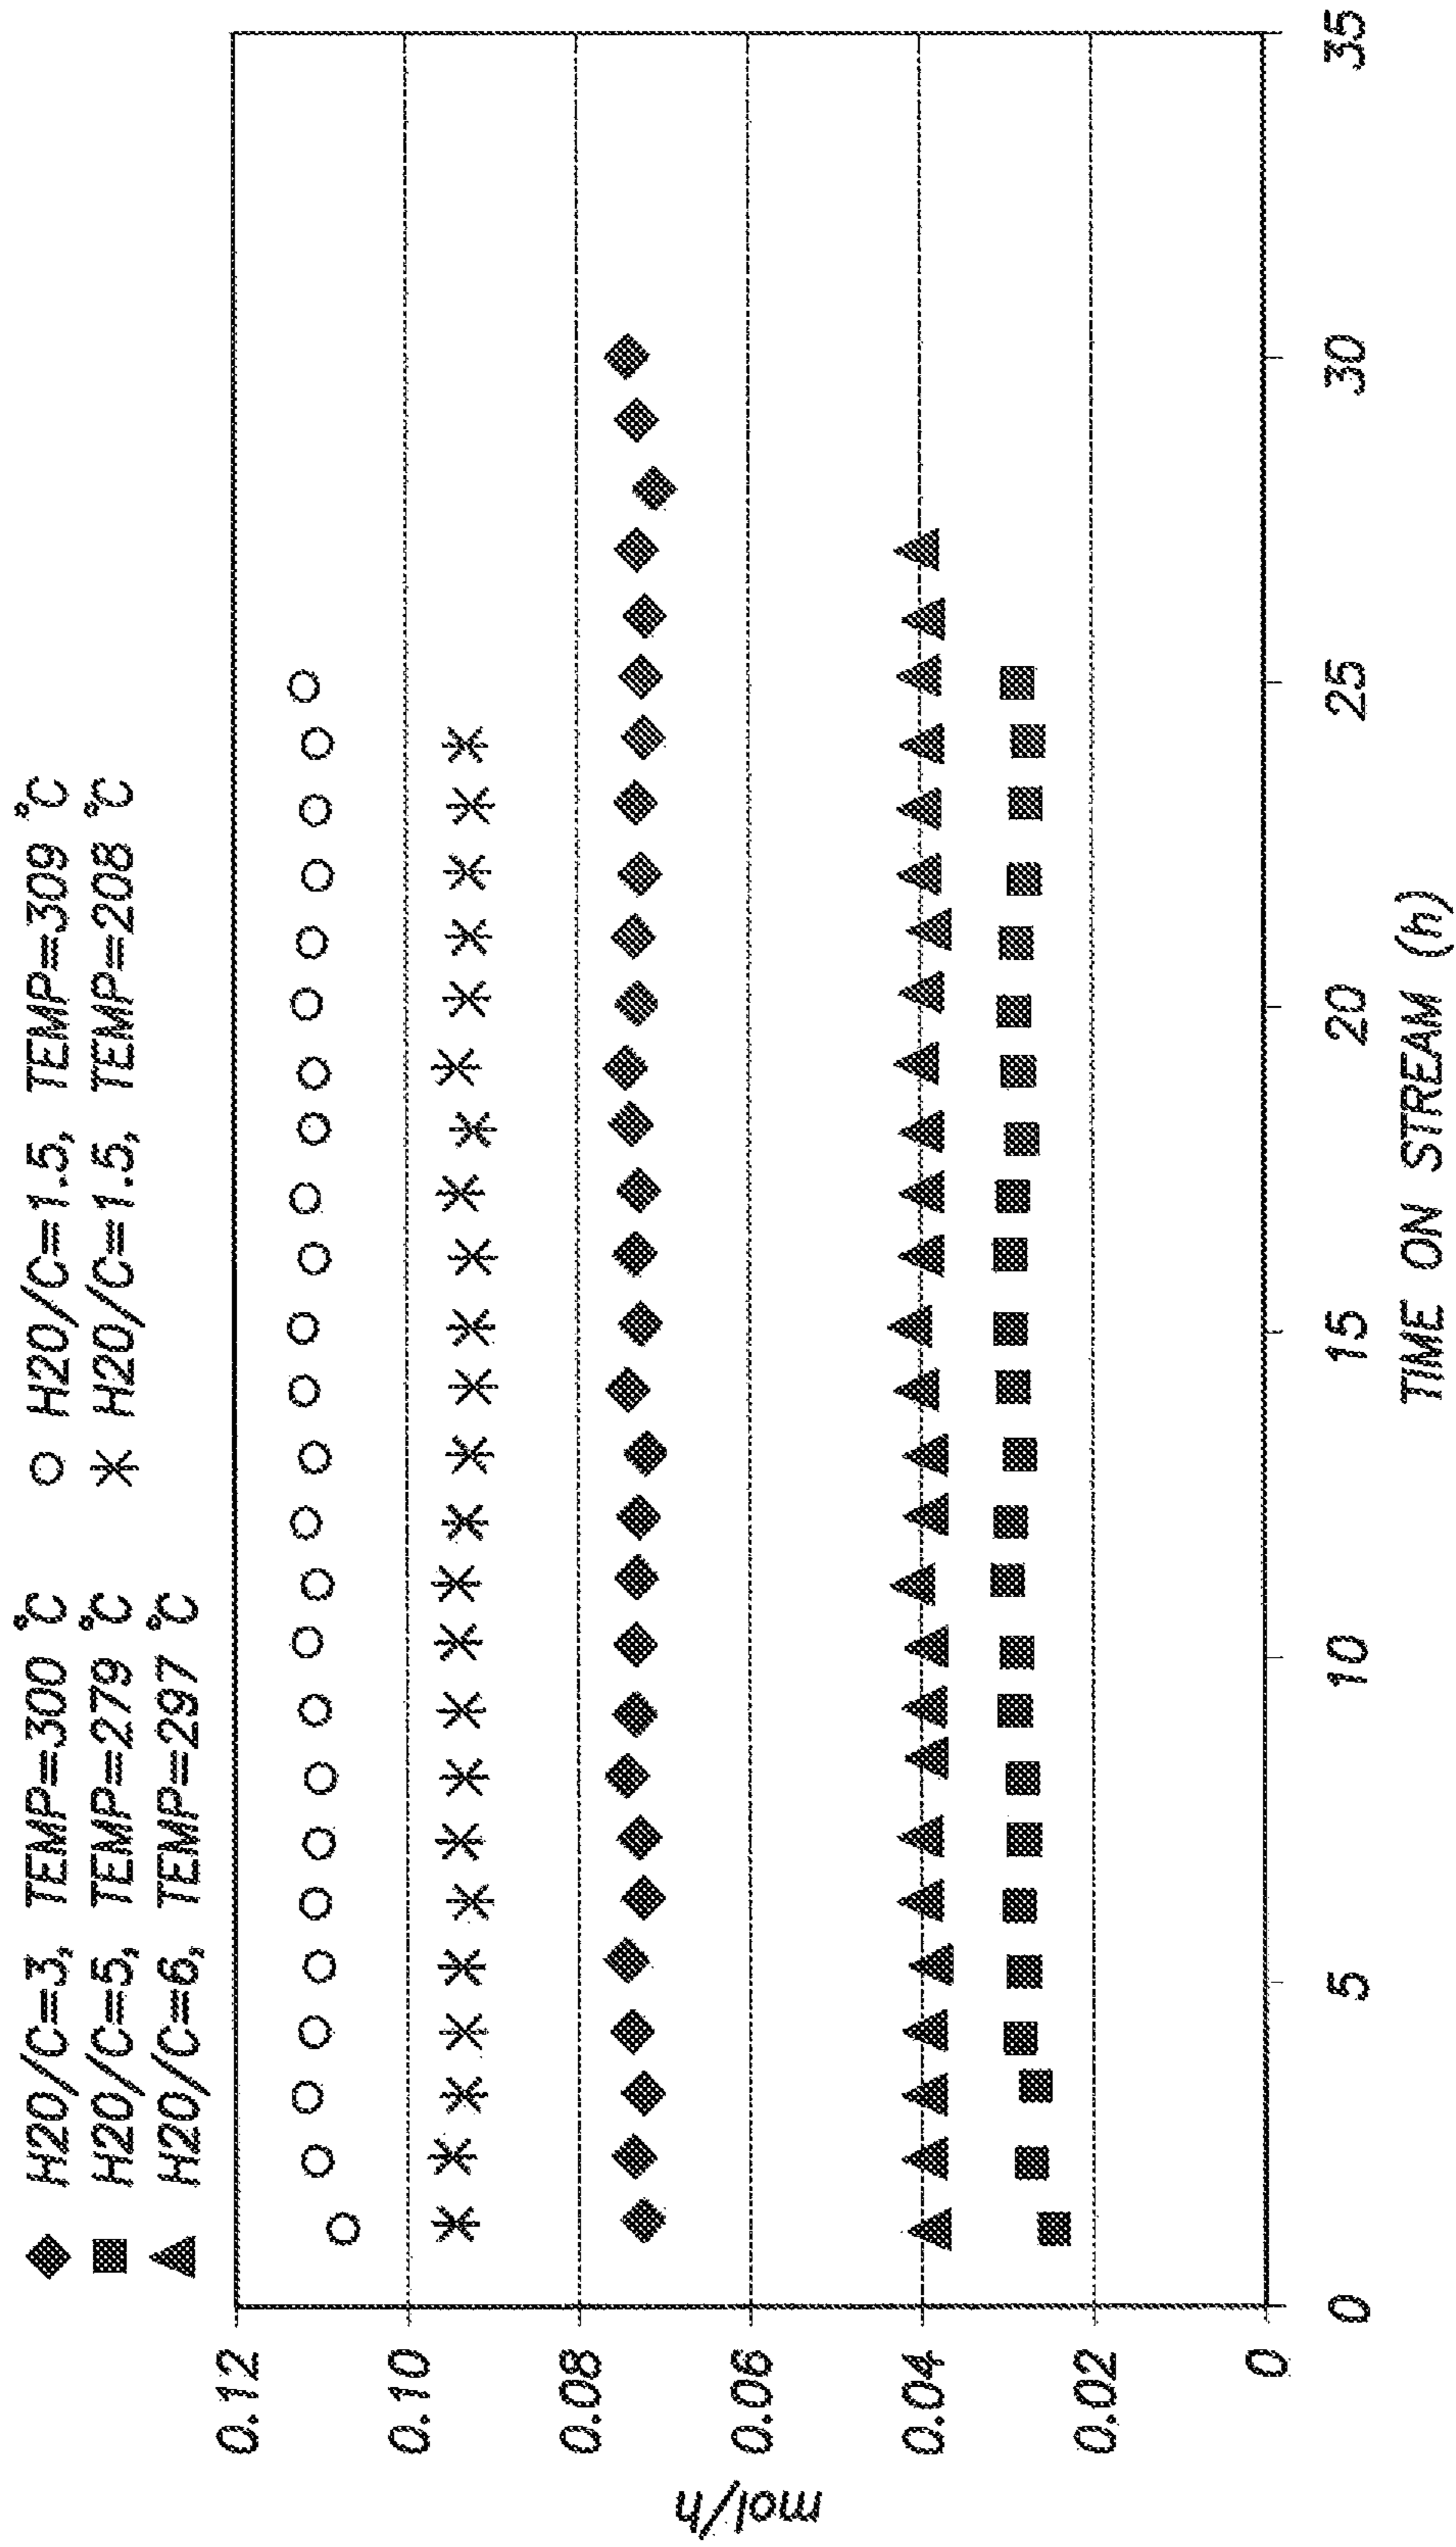 H20/C=3, TEMP=300 °C
H20/C=5, TEMP=279 °C
H20/C=6, TEMP=297 °C
H20/C=1.5, TEMP=309 °C
H20/C=1.5, TEMP=208 °C
mol/h
0.12
0.10
0.08
0.06
0.04
0.02
0
0 5 10 15 20 25 30 35
TIME ON STREAM (h)